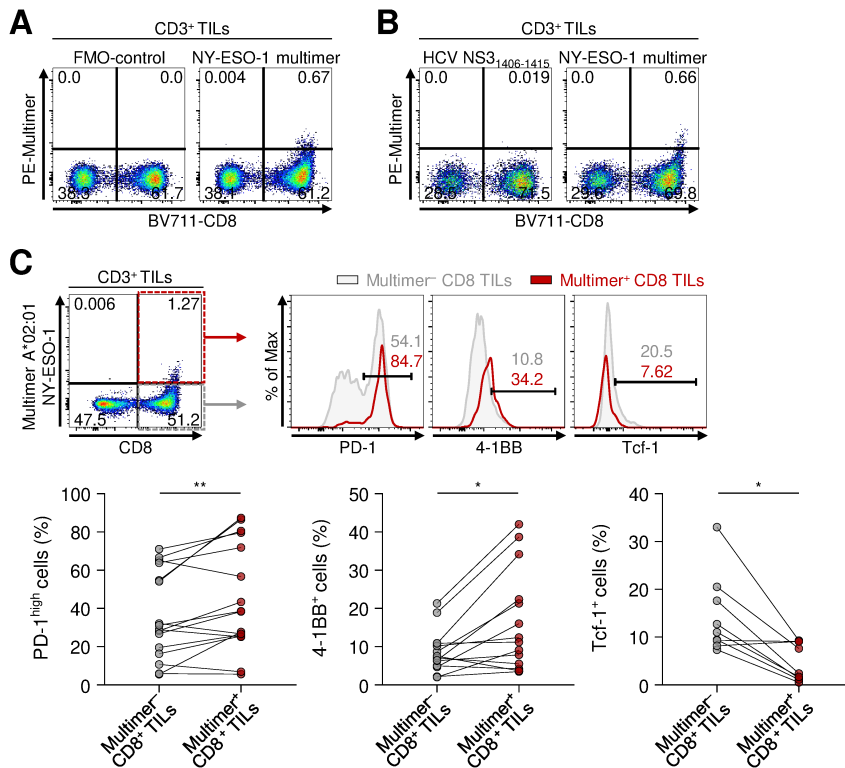 A
CD3⁺ TILs
FMO-control
NY-ESO-1 multimer
0.0
0.0
0.004
0.67
PE-Multimer
61.7
61.2
BV711-CD8
B
CD3⁺ TILs
HCV NS3₁₄₀₆₋₁₄₁₅
NY-ESO-1 multimer
0.0
0.019
0.0
0.66
PE-Multimer
71.5
69.8
BV711-CD8
C
CD3⁺ TILs
Multimer⁻ CD8 TILs
Multimer⁺ CD8 TILs
0.006
1.27
Multimer A*02:01
NY-ESO-1
47.5
51.2
CD8
% of Max
54.1
84.7
PD-1
10.8
34.2
4-1BB
20.5
7.62
Tcf-1
PD-1ʰⁱᵍʰ cells (%)
100
80
60
40
20
0
**
Multimer⁻
CD8⁺ TILs
Multimer⁺
CD8⁺ TILs
4-1BB⁺ cells (%)
50
40
30
20
10
0
*
Multimer⁻
CD8⁺ TILs
Multimer⁺
CD8⁺ TILs
Tcf-1⁺ cells (%)
40
30
20
10
0
*
Multimer⁻
CD8⁺ TILs
Multimer⁺
CD8⁺ TILs